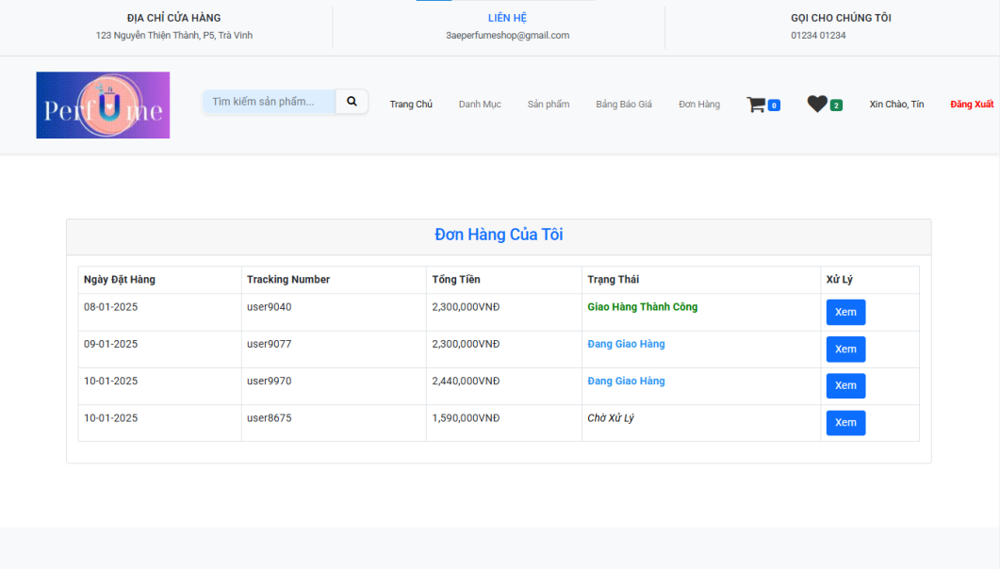 ĐỊA CHỈ CỬA HÀNG
123 Nguyễn Thiện Thành, P5, Trà Vinh
LIÊN HỆ
3aeperfumeshop@gmail.com
GỌI CHO CHÚNG TÔI
01234 01234
Perfume
Tìm kiếm sản phẩm...
Trang Chủ
Danh Mục
Sản phẩm
Bảng Báo Giá
Đơn Hàng
0
2
Xin Chào, Tín
Đăng Xuất
Đơn Hàng Của Tôi
Ngày Đặt Hàng Tracking Number Tổng Tiền Trạng Thái Xử Lý
08-01-2025 user9040 2,300,000VNĐ Giao Hàng Thành Công Xem
09-01-2025 user9077 2,300,000VNĐ Đang Giao Hàng Xem
10-01-2025 user9970 2,440,000VNĐ Đang Giao Hàng Xem
10-01-2025 user8675 1,590,000VNĐ Chờ Xử Lý Xem